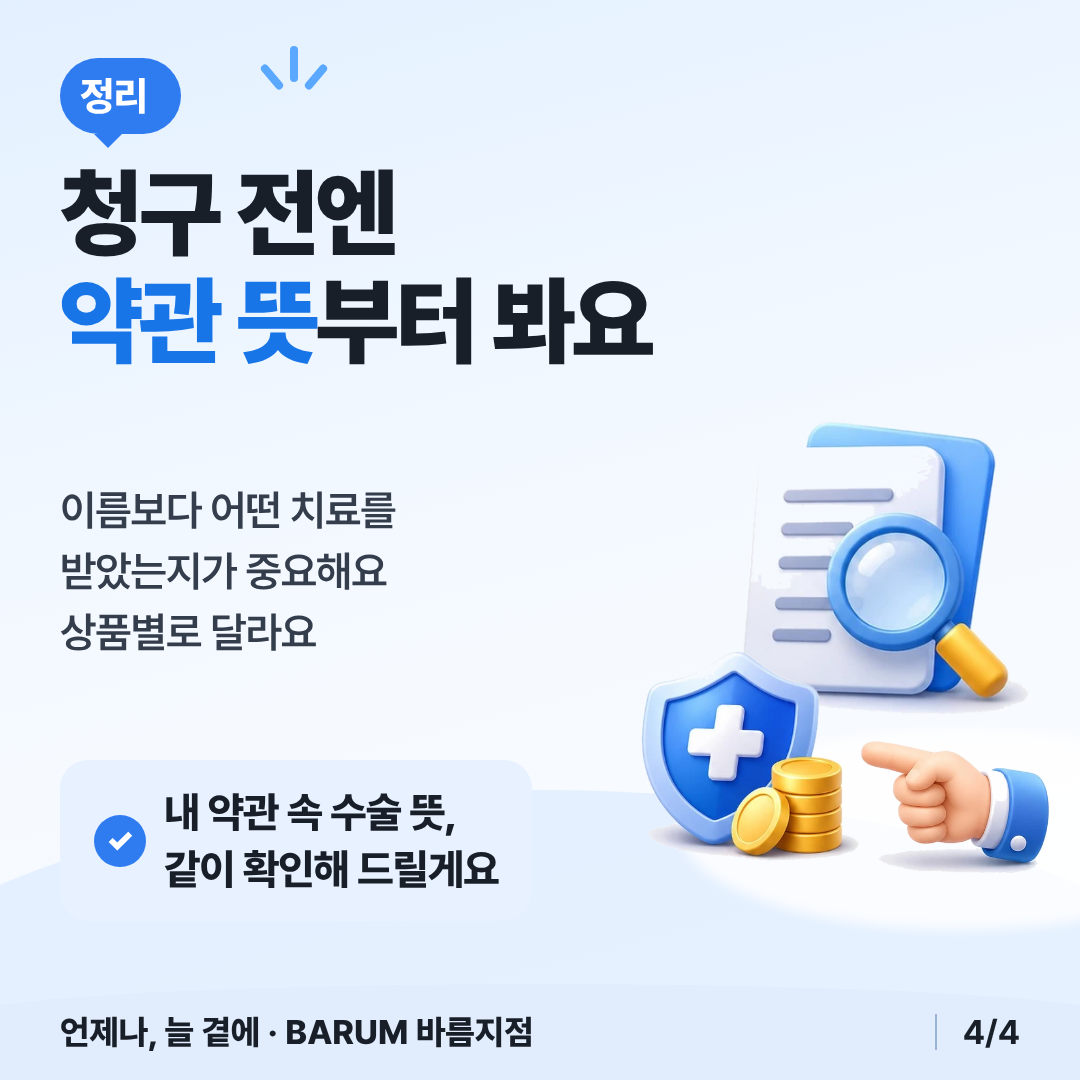 정리
청구 전엔
약관 뜻부터 봐요
이름보다 어떤 치료를
받았는지가 중요해요
상품별로 달라요
내 약관 속 수술 뜻,
같이 확인해 드릴게요
언제나, 늘 곁에 · BARUM 바름지점
4/4